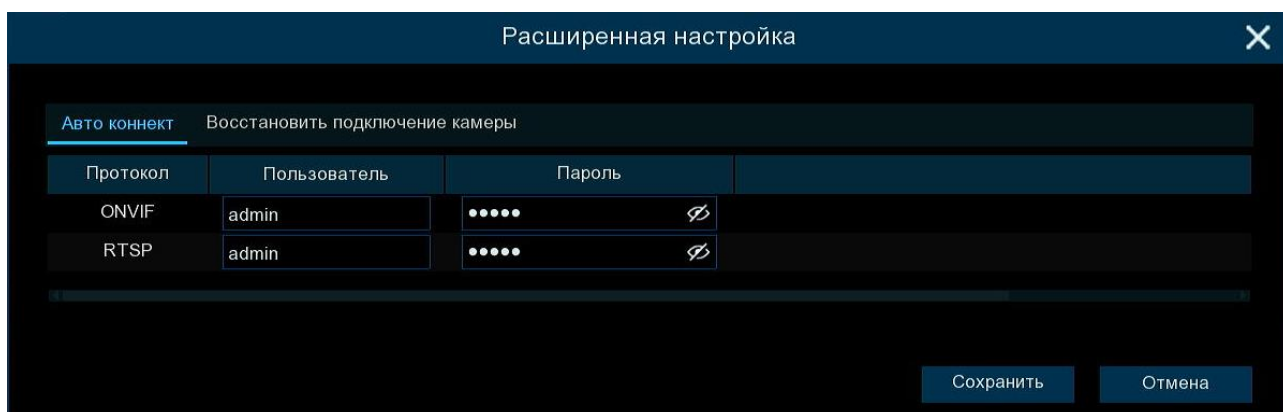 Расширенная настройка
Авто коннект Восстановить подключение камеры
Протокол Пользователь Пароль
ONVIF admin •••••
RTSP admin •••••
Сохранить Отмена